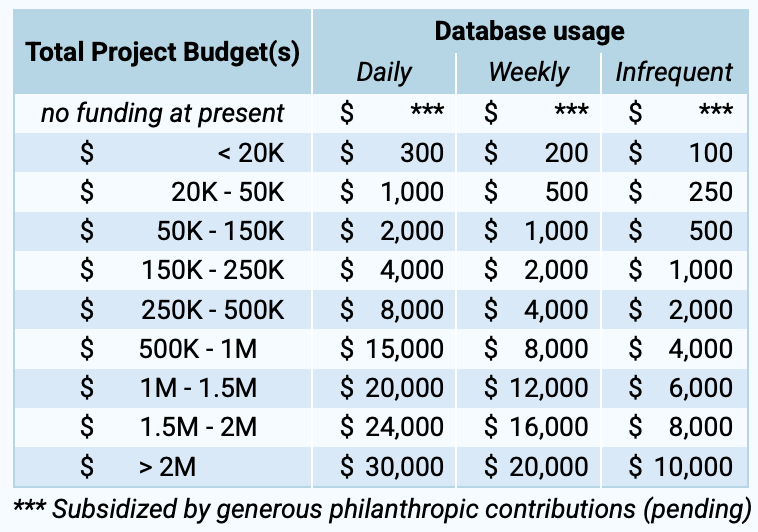 Total Project Budget(s) Database usage
Daily Weekly Infrequent
no funding at present $ *** $ *** $ ***
$ < 20K $ 300 $ 200 $ 100
$ 20K - 50K $ 1,000 $ 500 $ 250
$ 50K - 150K $ 2,000 $ 1,000 $ 500
$ 150K - 250K $ 4,000 $ 2,000 $ 1,000
$ 250K - 500K $ 8,000 $ 4,000 $ 2,000
$ 500K - 1M $ 15,000 $ 8,000 $ 4,000
$ 1M - 1.5M $ 20,000 $ 12,000 $ 6,000
$ 1.5M - 2M $ 24,000 $ 16,000 $ 8,000
$ > 2M $ 30,000 $ 20,000 $ 10,000
*** Subsidized by generous philanthropic contributions (pending)